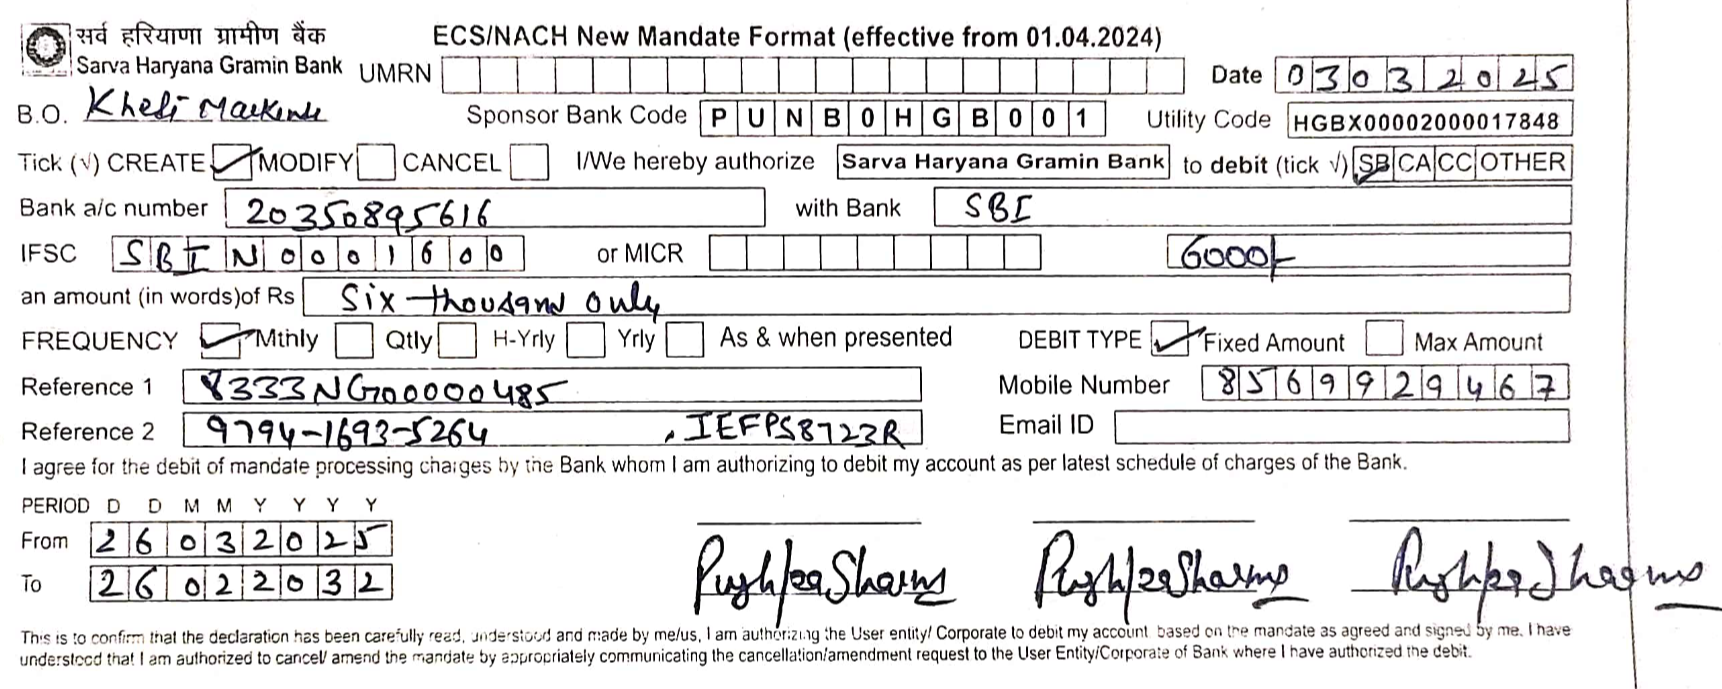 सर्व हरियाणा ग्रामीण बैंक
Sarva Haryana Gramin Bank
ECS/NACH New Mandate Format (effective from 01.04.2024)
UMRN Date 03032025
B.O. Kheri Sponsor Bank Code PUNB0HGB001 Utility Code HGBX00002000017848
Tick (√) CREATE MODIFY CANCEL I/We hereby authorize Sarva Haryana Gramin Bank to debit (tick √) SB CA CC OTHER
Bank a/c number 20350895616 with Bank SBI
IFSC SBIN0001600 or MICR 6000/-
an amount (in words)of Rs Six thousand only
FREQUENCY Mthly Qtly H-Yrly Yrly As & when presented DEBIT TYPE Fixed Amount Max Amount
Reference 1 8333NG00000485 Mobile Number 8569929467
Reference 2 9794-1693-5264 , IEFPS8723R Email ID
I agree for the debit of mandate processing charges by the Bank whom I am authorizing to debit my account as per latest schedule of charges of the Bank.
PERIOD D D M M Y Y Y Y
From 26032025
To 26022032
Pushpa Sharma Pushpa Sharma Pushpa Sharma
This is to confirm that the declaration has been carefully read, understood and made by me/us, I am authorizing the User entity/ Corporate to debit my account based on the mandate as agreed and signed by me. I have
understood that I am authorized to cancel/ amend the mandate by appropriately communicating the cancellation/amendment request to the User Entity/Corporate of Bank where I have authorized the debit.